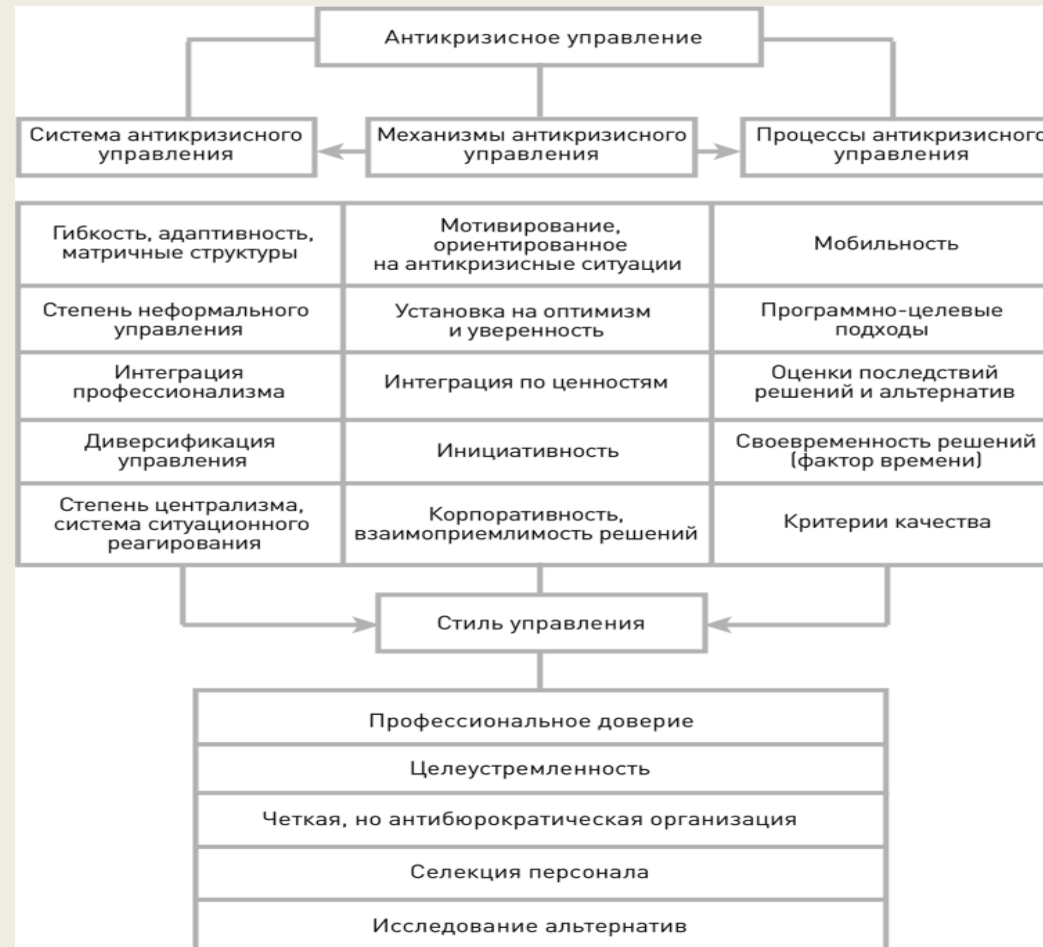 Антикризисное управление
Система антикризисного
управления
Механизмы антикризисного
управления
Процессы антикризисного
управления
Гибкость, адаптивность,
матричные структуры
Мотивирование,
ориентированное
на антикризисные ситуации
Мобильность
Степень неформального
управления
Установка на оптимизм
и уверенность
Программно-целевые
подходы
Интеграция
профессионализма
Интеграция по ценностям
Оценки последствий
решений и альтернатив
Диверсификация
управления
Инициативность
Своевременность решений
(фактор времени)
Степень централизма,
система ситуационного
реагирования
Корпоративность,
взаимоприемлимость решений
Критерии качества
Стиль управления
Профессиональное доверие
Целеустремленность
Четкая, но антибюрократическая организация
Селекция персонала
Исследование альтернатив